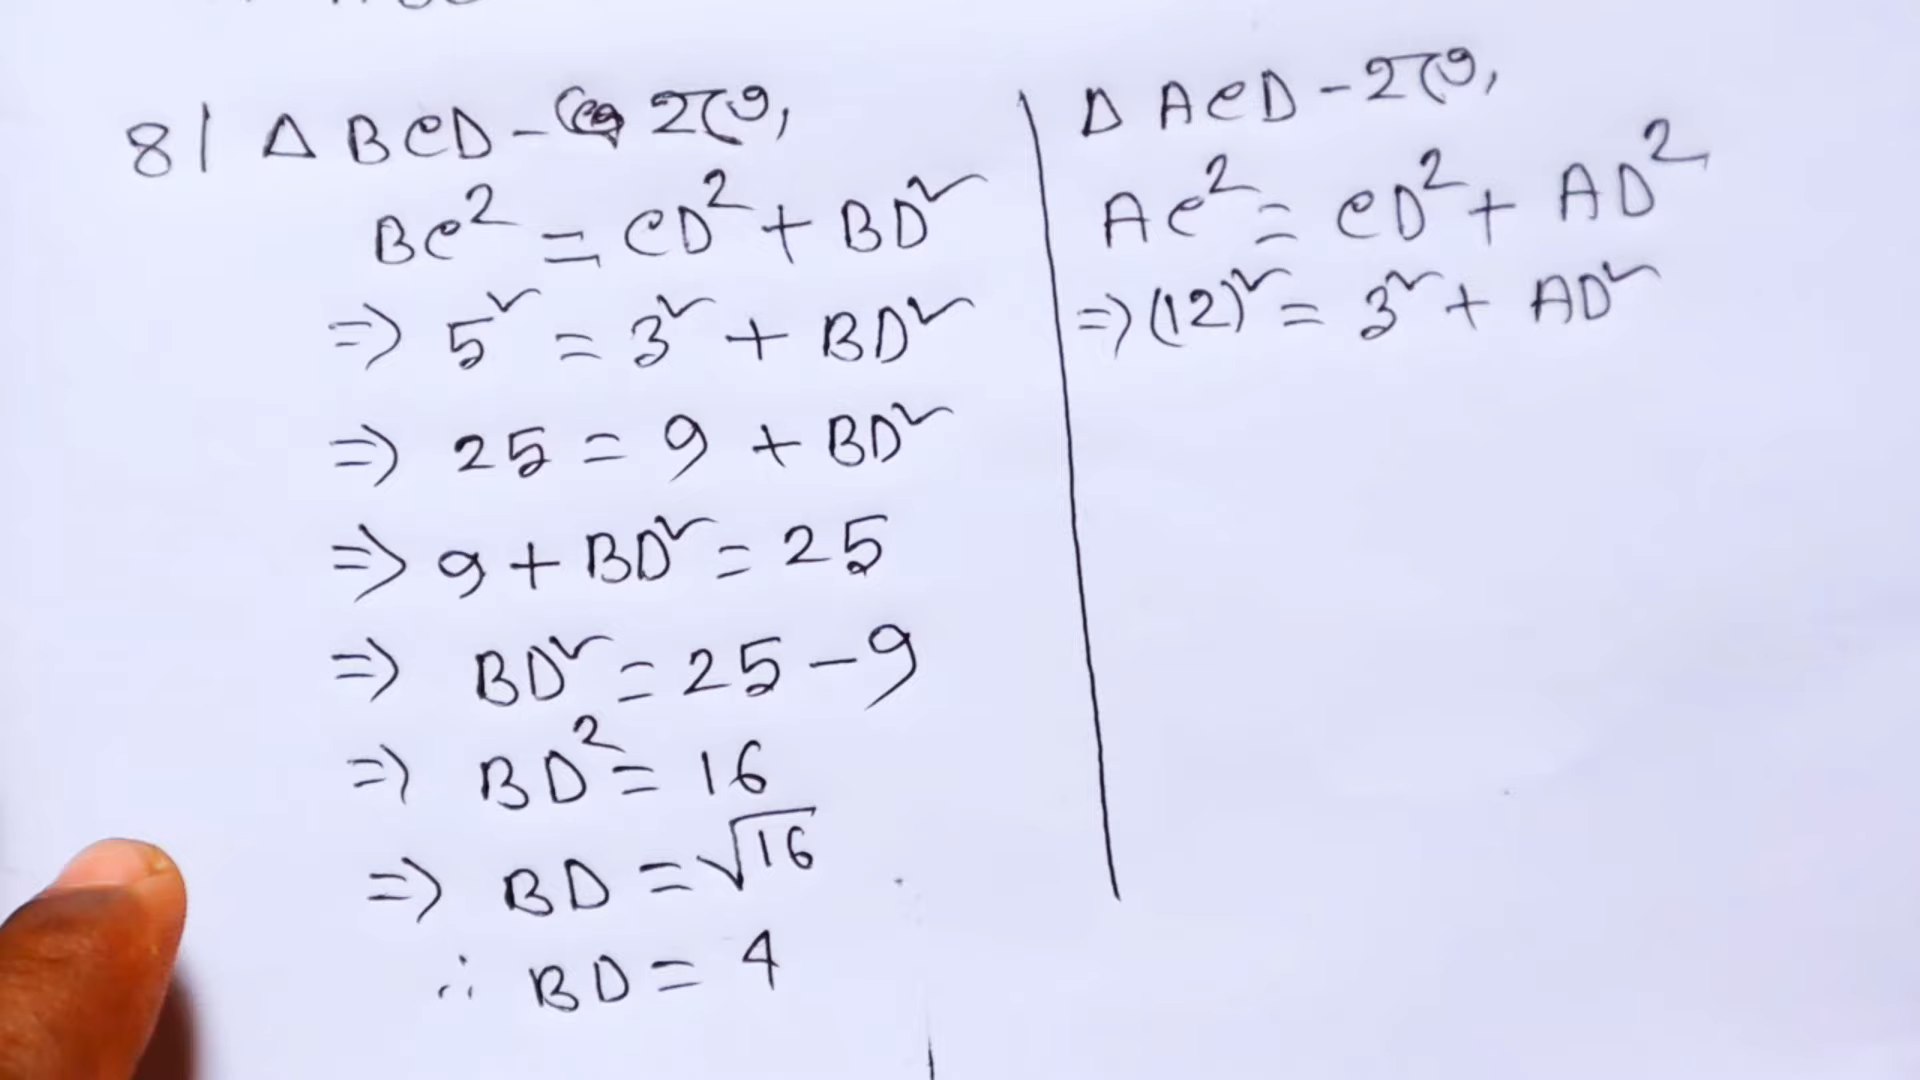 8। Δ BCD - হতে,
BC² = CD² + BD²
=> 5² = 3² + BD²
=> 25 = 9 + BD²
=> 9 + BD² = 25
=> BD² = 25 - 9
=> BD² = 16
=> BD = √16
∴ BD = 4
Δ ACD - হতে,
AC² = CD² + AD²
=> (12)² = 3² + AD²